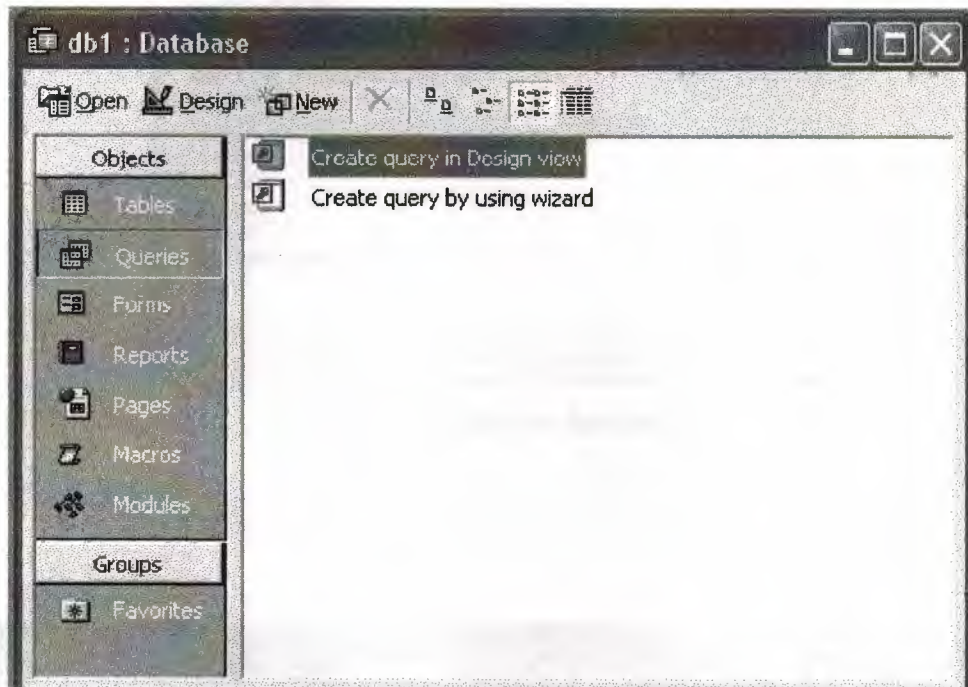 db1 : Database
Open Design New
Objects
Tables
Queries
Forms
Reports
Pages
Macros
Modules
Groups
Favorites
Create query in Design view
Create query by using wizard